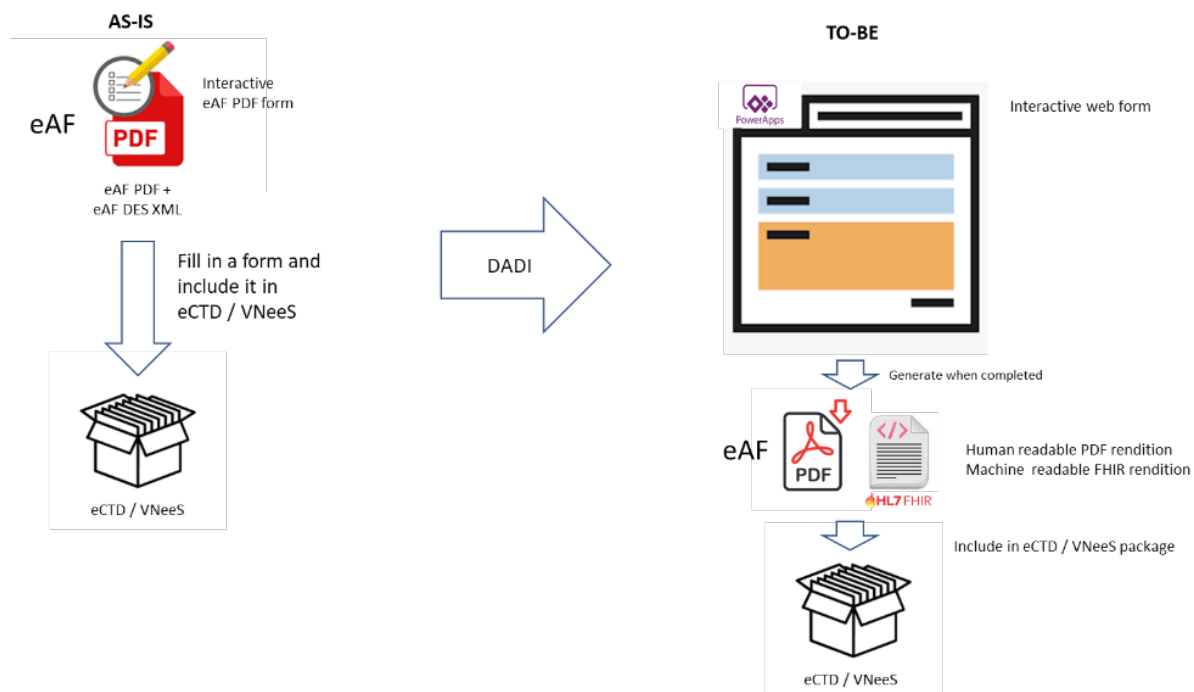 AS-IS
Interactive
eAF PDF form
eAF
PDF
eAF PDF +
eAF DES XML
Fill in a form and
include it in
eCTD / VNeeS
eCTD / VNeeS
DADI
TO-BE
PowerApps
Interactive web form
Generate when completed
eAF
PDF
</>
HL7 FHIR
Human readable PDF rendition
Machine readable FHIR rendition
Include in eCTD / VNeeS package
eCTD / VNeeS